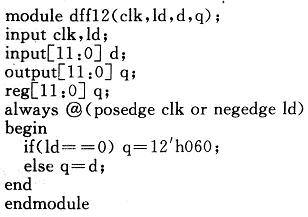 module dff12(clk,ld,d,q);
input clk,ld;
input[11:0] d;
output[11:0] q;
reg[11:0] q;
always @(posedge clk or negedge ld)
begin
if(ld==0) q=12'h060;
else q=d;
end
endmodule